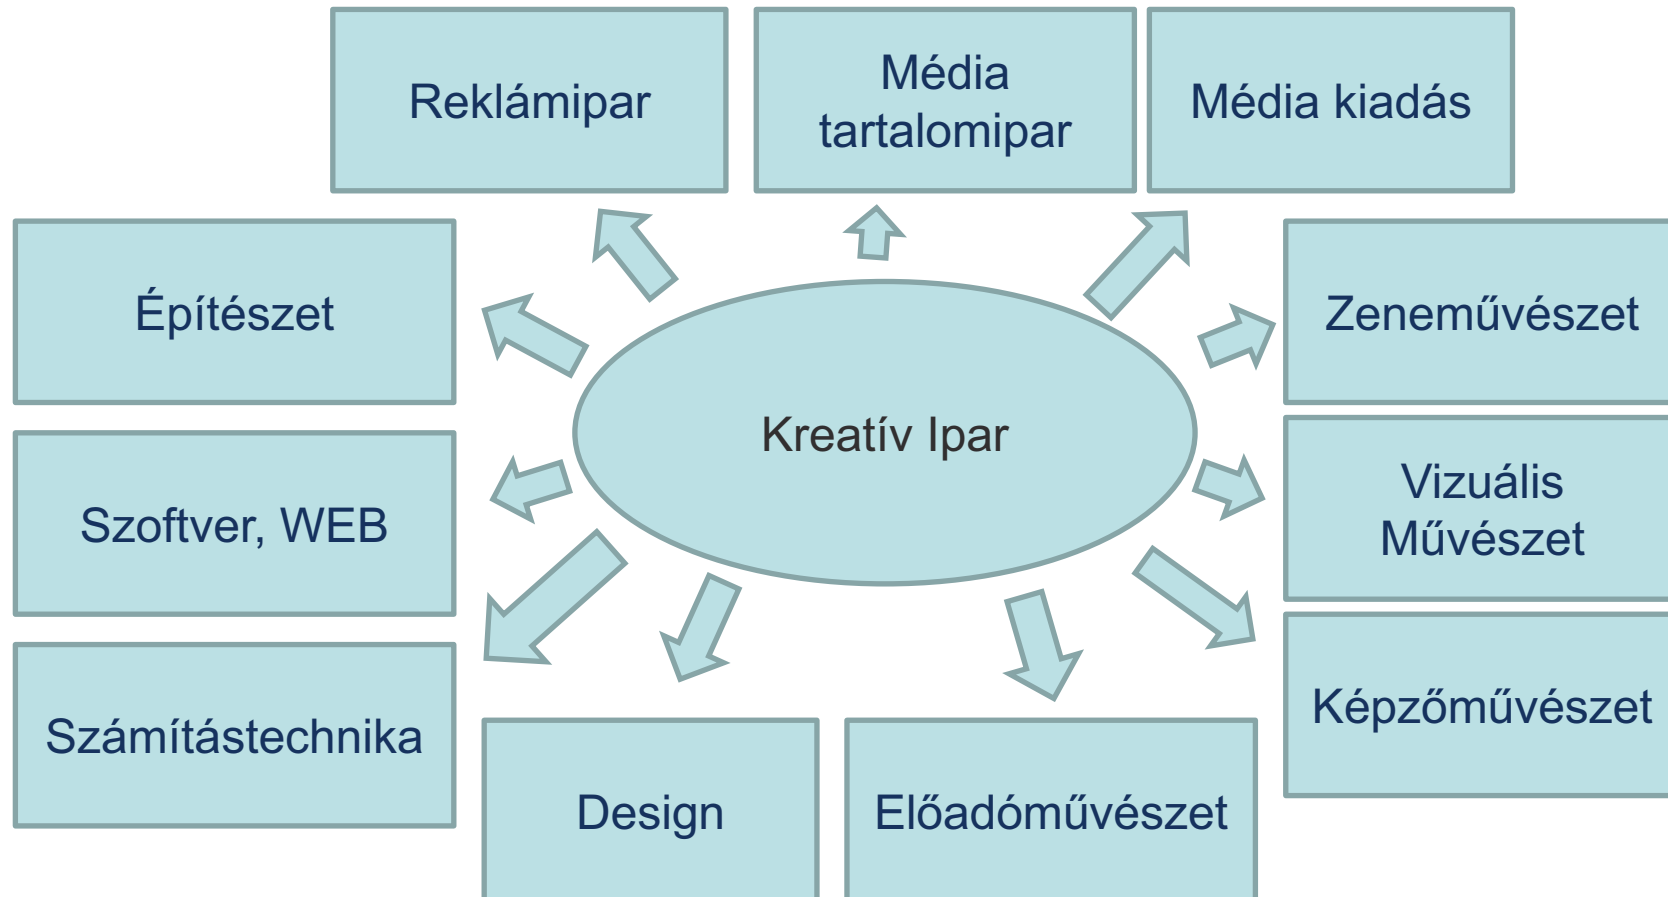 Reklámipar
Média
tartalomipar
Média kiadás
Építészet
Zeneművészet
Kreatív Ipar
Szoftver, WEB
Vizuális
Művészet
Számítástechnika
Képzőművészet
Design
Előadóművészet